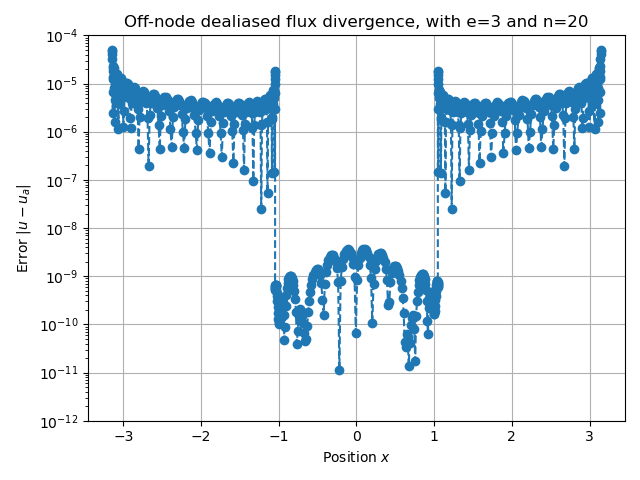 Off-node dealiased flux divergence, with e=3 and n=20
Error |u − uₐ|
10⁻⁴
10⁻⁵
10⁻⁶
10⁻⁷
10⁻⁸
10⁻⁹
10⁻¹⁰
10⁻¹¹
10⁻¹²
−3 −2 −1 0 1 2 3
Position x